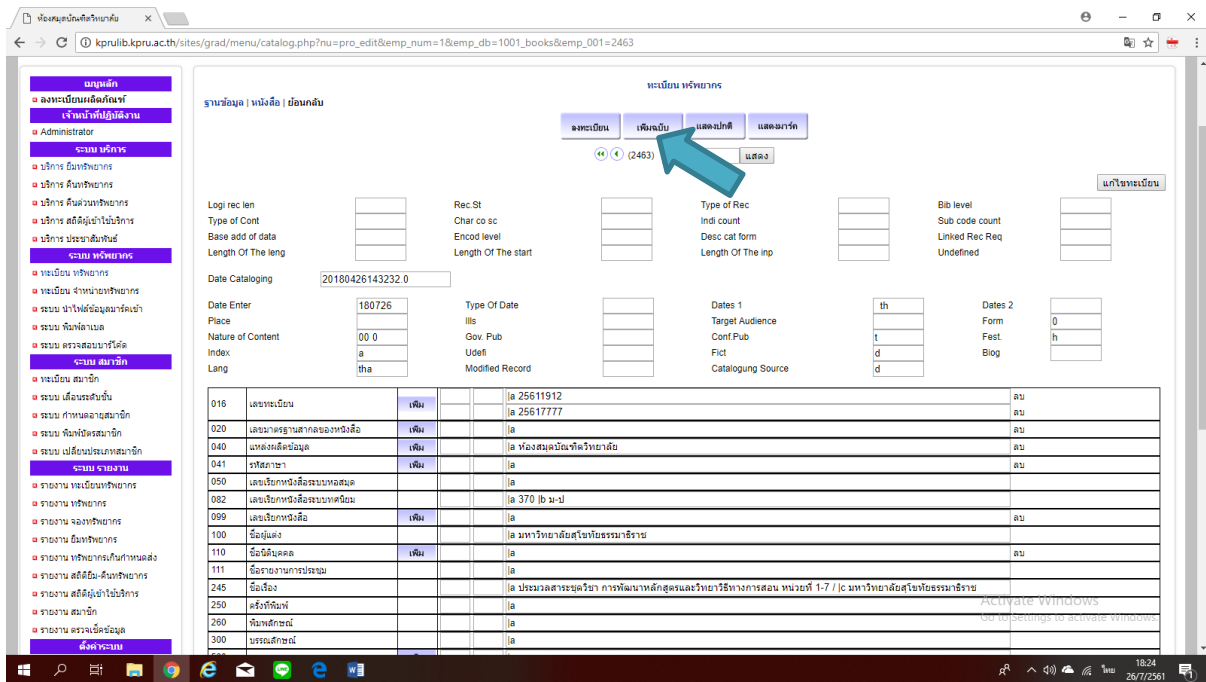 ห้องสมุดบัณฑิตวิทยาลัย
kprulib.kpru.ac.th/sites/grad/menu/catalog.php?nu=pro_edit&emp_num=1&emp_db=1001_books&emp_001=2463
เมนูหลัก
ลงทะเบียนผลิตภัณฑ์
เจ้าหน้าที่ปฏิบัติงาน
Administrator
ระบบ บริการ
บริการ ยืมทรัพยากร
บริการ คืนทรัพยากร
บริการ คืนด่วนทรัพยากร
บริการ สถิติผู้เข้าใช้บริการ
บริการ ประชาสัมพันธ์
ระบบ ทรัพยากร
ทะเบียน ทรัพยากร
ทะเบียน จำหน่ายทรัพยากร
ระบบ นำไฟล์ข้อมูลมาร์คเข้า
ระบบ พิมพ์ลาเบล
ระบบ ตรวจสอบบาร์โค้ด
ระบบ สมาชิก
ทะเบียน สมาชิก
ระบบ เลื่อนระดับชั้น
ระบบ กำหนดอายุสมาชิก
ระบบ พิมพ์บัตรสมาชิก
ระบบ เปลี่ยนประเภทสมาชิก
ระบบ รายงาน
รายงาน ทะเบียนทรัพยากร
รายงาน ทรัพยากร
รายงาน จองทรัพยากร
รายงาน ยืมทรัพยากร
รายงาน ทรัพยากรเกินกำหนดส่ง
รายงาน สถิติยืม-คืนทรัพยากร
รายงาน สถิติผู้เข้าใช้บริการ
รายงาน สมาชิก
รายงาน ตรวจเช็คข้อมูล
ตั้งค่าระบบ
ทะเบียน ทรัพยากร
ฐานข้อมูล | หนังสือ | ย้อนกลับ
ลงทะเบียน เพิ่มฉบับ แสดงปกติ แสดงมาร์ก
(2463) แสดง
แก้ไขทะเบียน
Logi rec len Rec.St Type of Rec Bib level
Type of Cont Char co sc Indi count Sub code count
Base add of data Encod level Desc cat form Linked Rec Req
Length Of The leng Length Of The start Length Of The inp Undefined
Date Cataloging 20180426143232.0
Date Enter 180726 Type Of Date Dates 1 th Dates 2
Place Ills Target Audience Form 0
Nature of Content 00 0 Gov. Pub Conf.Pub t Fest. h
Index a Udefi Fict d Biog
Lang tha Modified Record Catalogung Source d
016 เลขทะเบียน เพิ่ม |a 25611912 ลบ
|a 25617777 ลบ
020 เลขมาตรฐานสากลของหนังสือ เพิ่ม |a ลบ
040 แหล่งผลิตข้อมูล เพิ่ม |a ห้องสมุดบัณฑิตวิทยาลัย ลบ
041 รหัสภาษา เพิ่ม |a ลบ
050 เลขเรียกหนังสือระบบหอสมุด |a
082 เลขเรียกหนังสือระบบทศนิยม |a 370 |b ม-ป
099 เลขเรียกหนังสือ เพิ่ม |a ลบ
100 ชื่อผู้แต่ง |a มหาวิทยาลัยสุโขทัยธรรมาธิราช
110 ชื่อนิติบุคคล เพิ่ม |a ลบ
111 ชื่อรายงานการประชุม |a
245 ชื่อเรื่อง |a ประมวลสาระชุดวิชา การพัฒนาหลักสูตรและวิทยาวิธีทางการสอน หน่วยที่ 1-7 / |c มหาวิทยาลัยสุโขทัยธรรมาธิราช
250 ครั้งที่พิมพ์ |a
260 พิมพลักษณ์ |a
300 บรรณลักษณ์ |a
Activate Windows
Go to Settings to activate Windows.
ไทย 18:24
26/7/2561